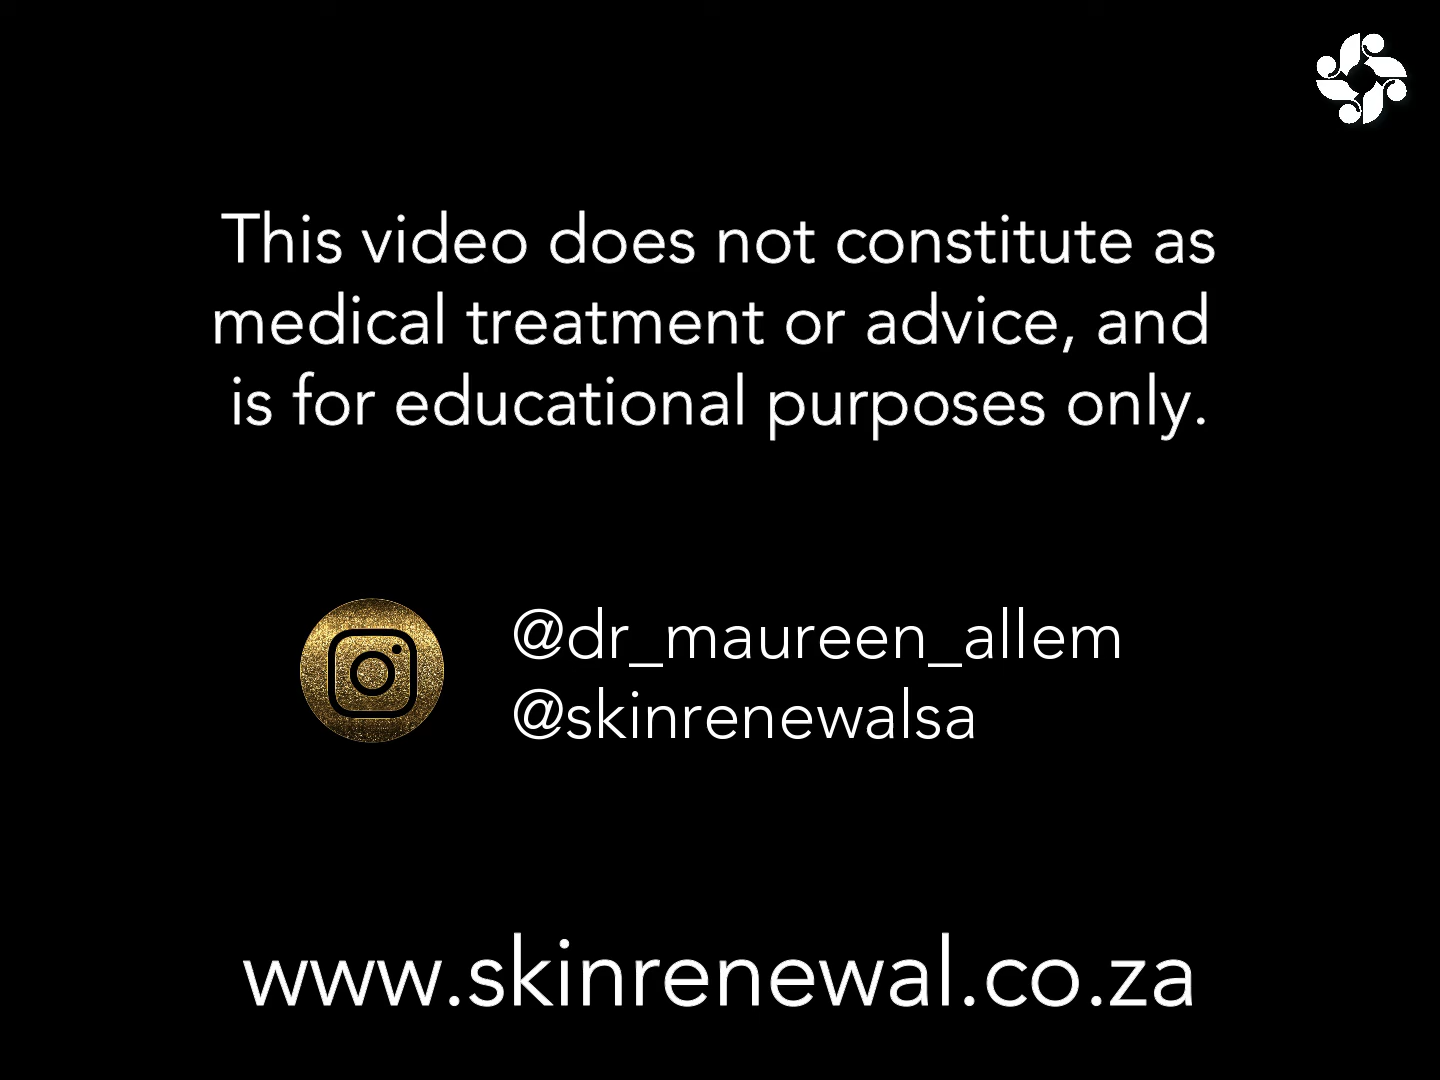 This video does not constitute as
medical treatment or advice, and
is for educational purposes only.
@dr_maureen_allem
@skinrenewalsa
www.skinrenewal.co.za